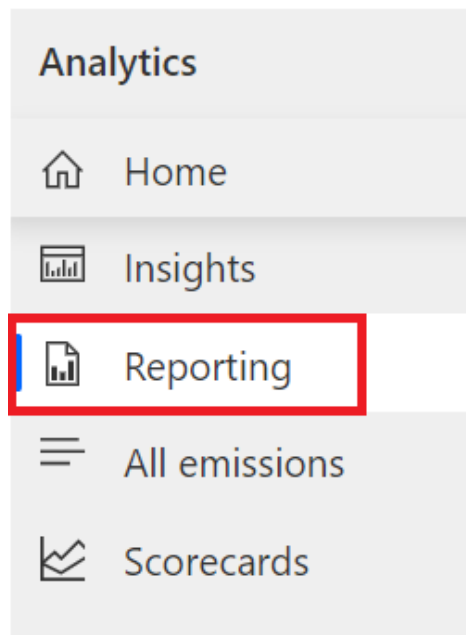 Analytics
Home
Insights
Reporting
All emissions
Scorecards